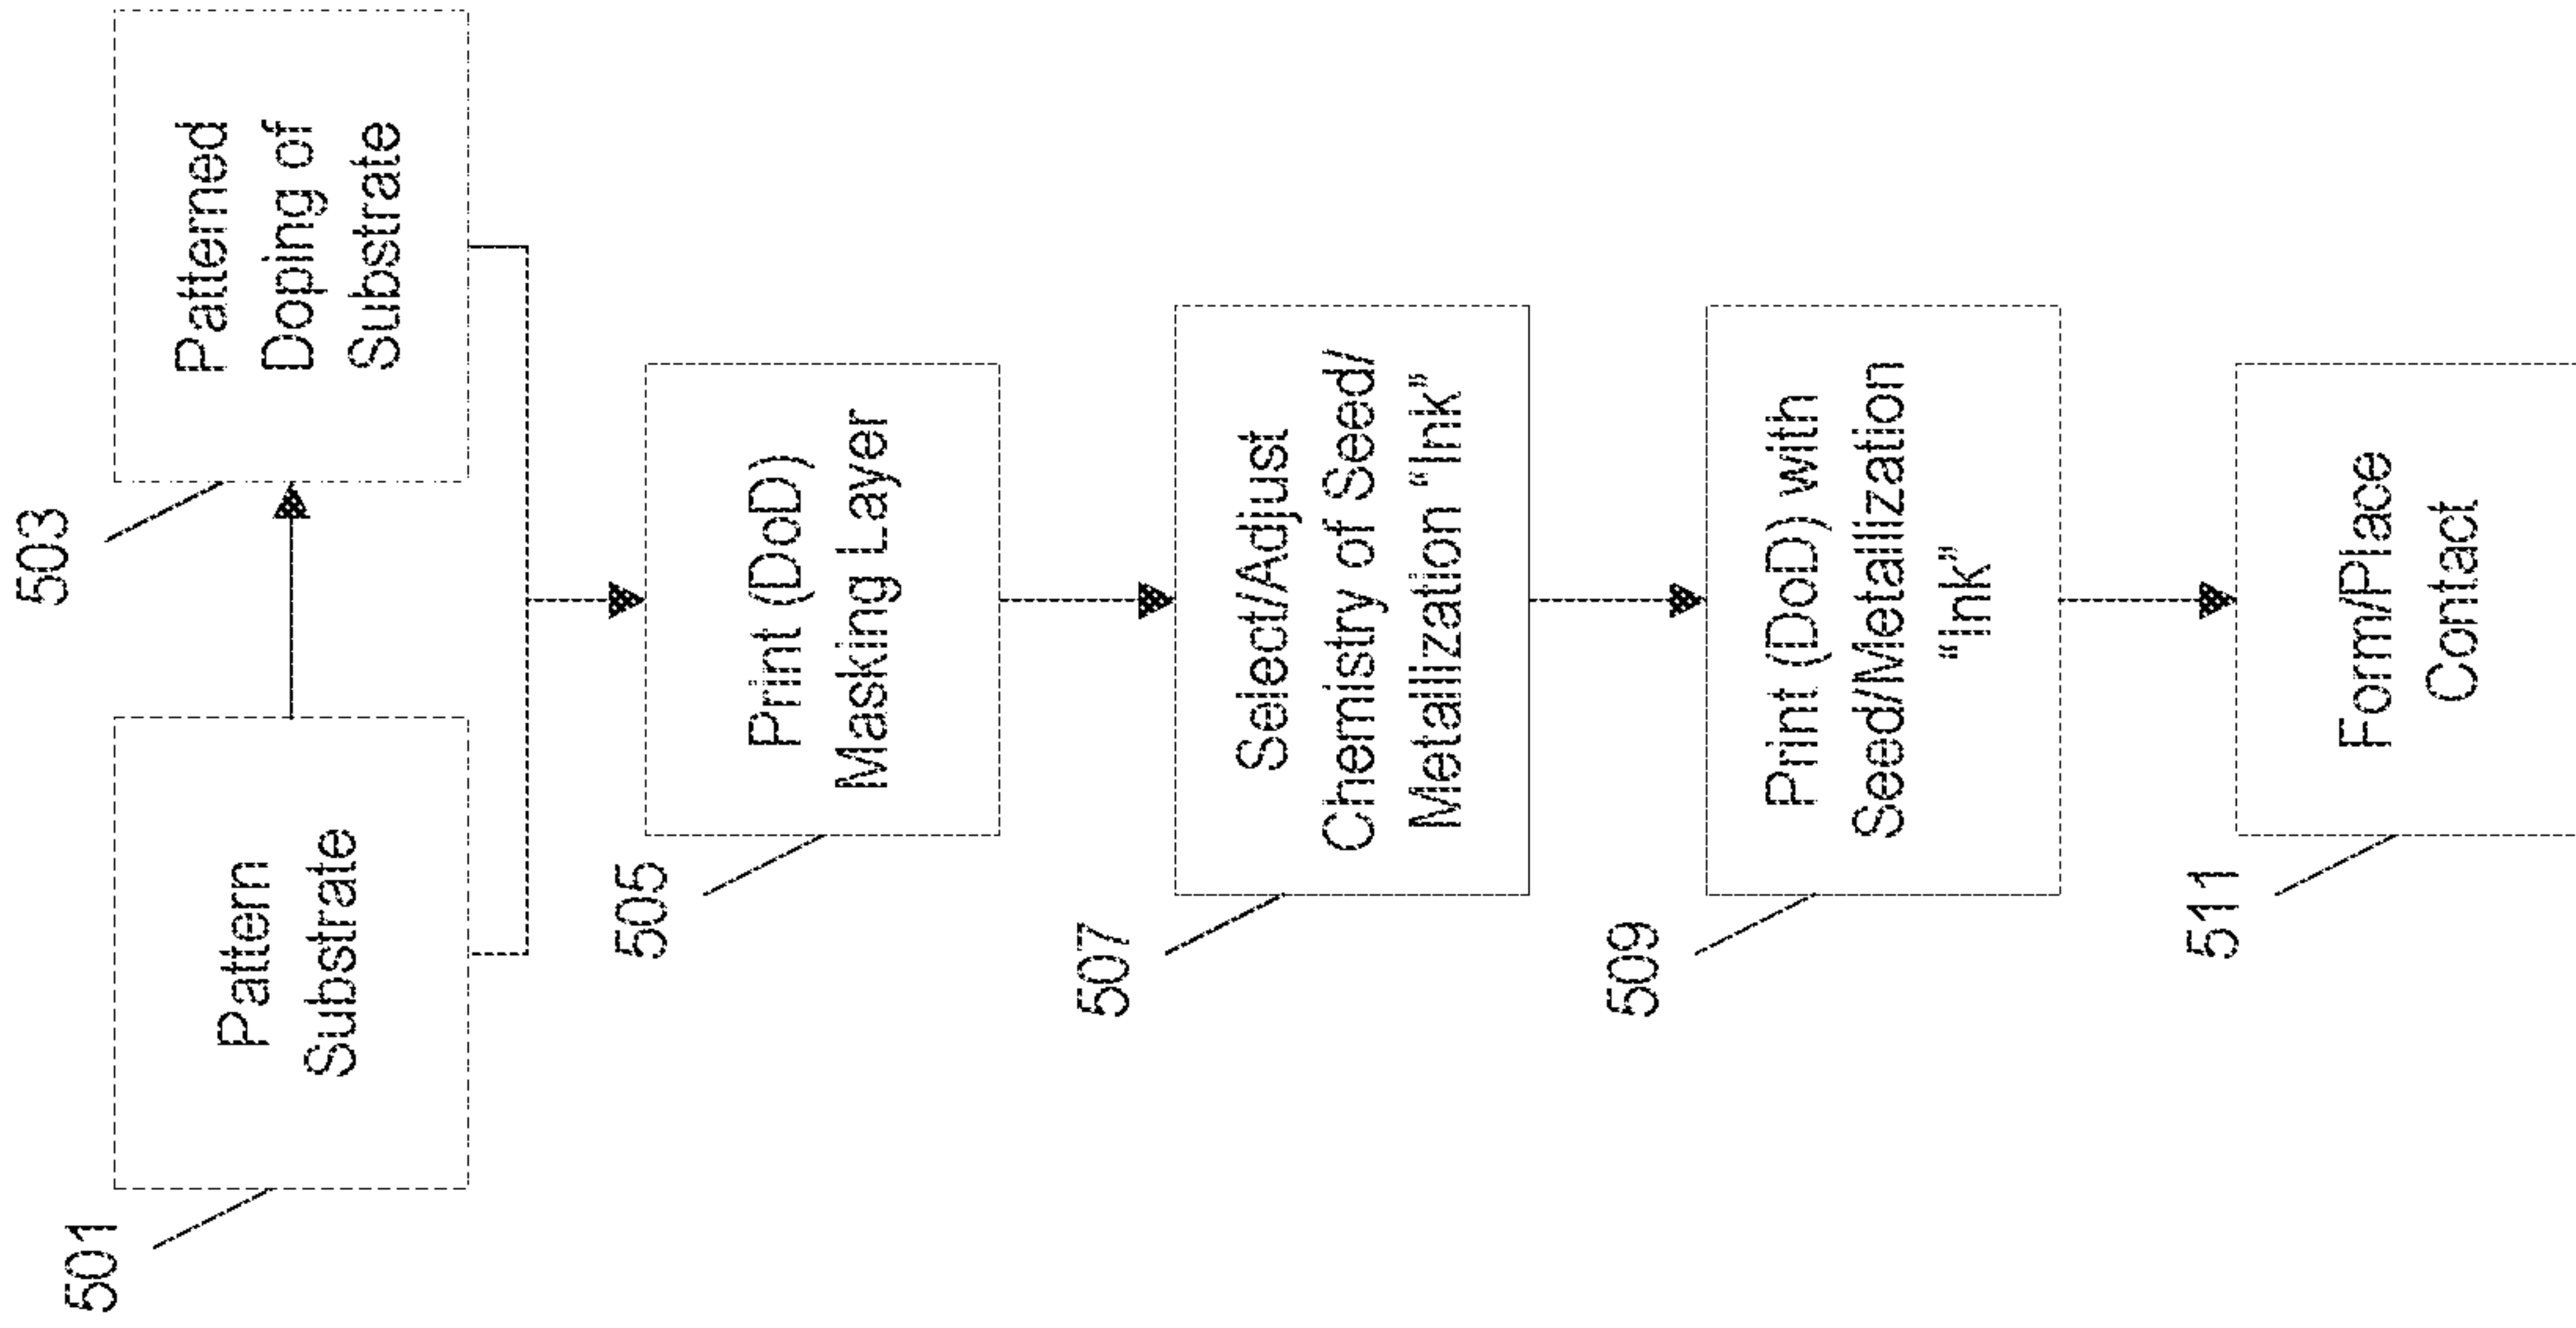 501
Pattern
Substrate
503
Patterned
Doping of
Substrate
505
Print (DoD)
Masking Layer
507
Select/Adjust
Chemistry of Seed/
Metallization “Ink”
509
Print (DoD) with
Seed/Metallization
“Ink”
511
Form/Place
Contact